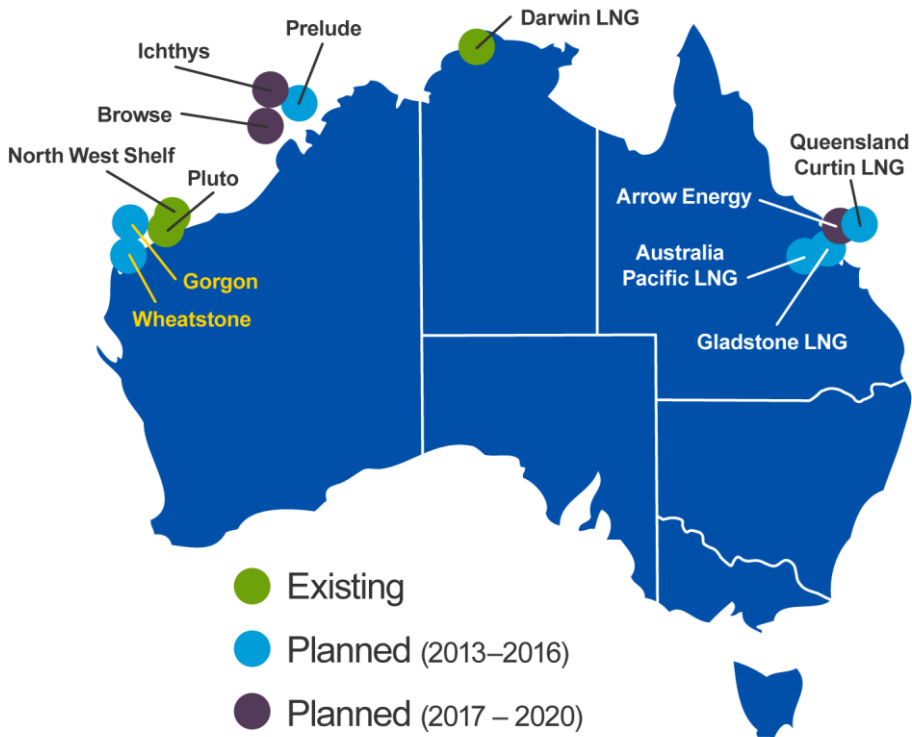 Darwin LNG
Prelude
Ichthys
Browse
North West Shelf
Pluto
Queensland
Curtin LNG
Arrow Energy
Australia
Pacific LNG
Gorgon
Wheatstone
Gladstone LNG
Existing
Planned (2013–2016)
Planned (2017 – 2020)